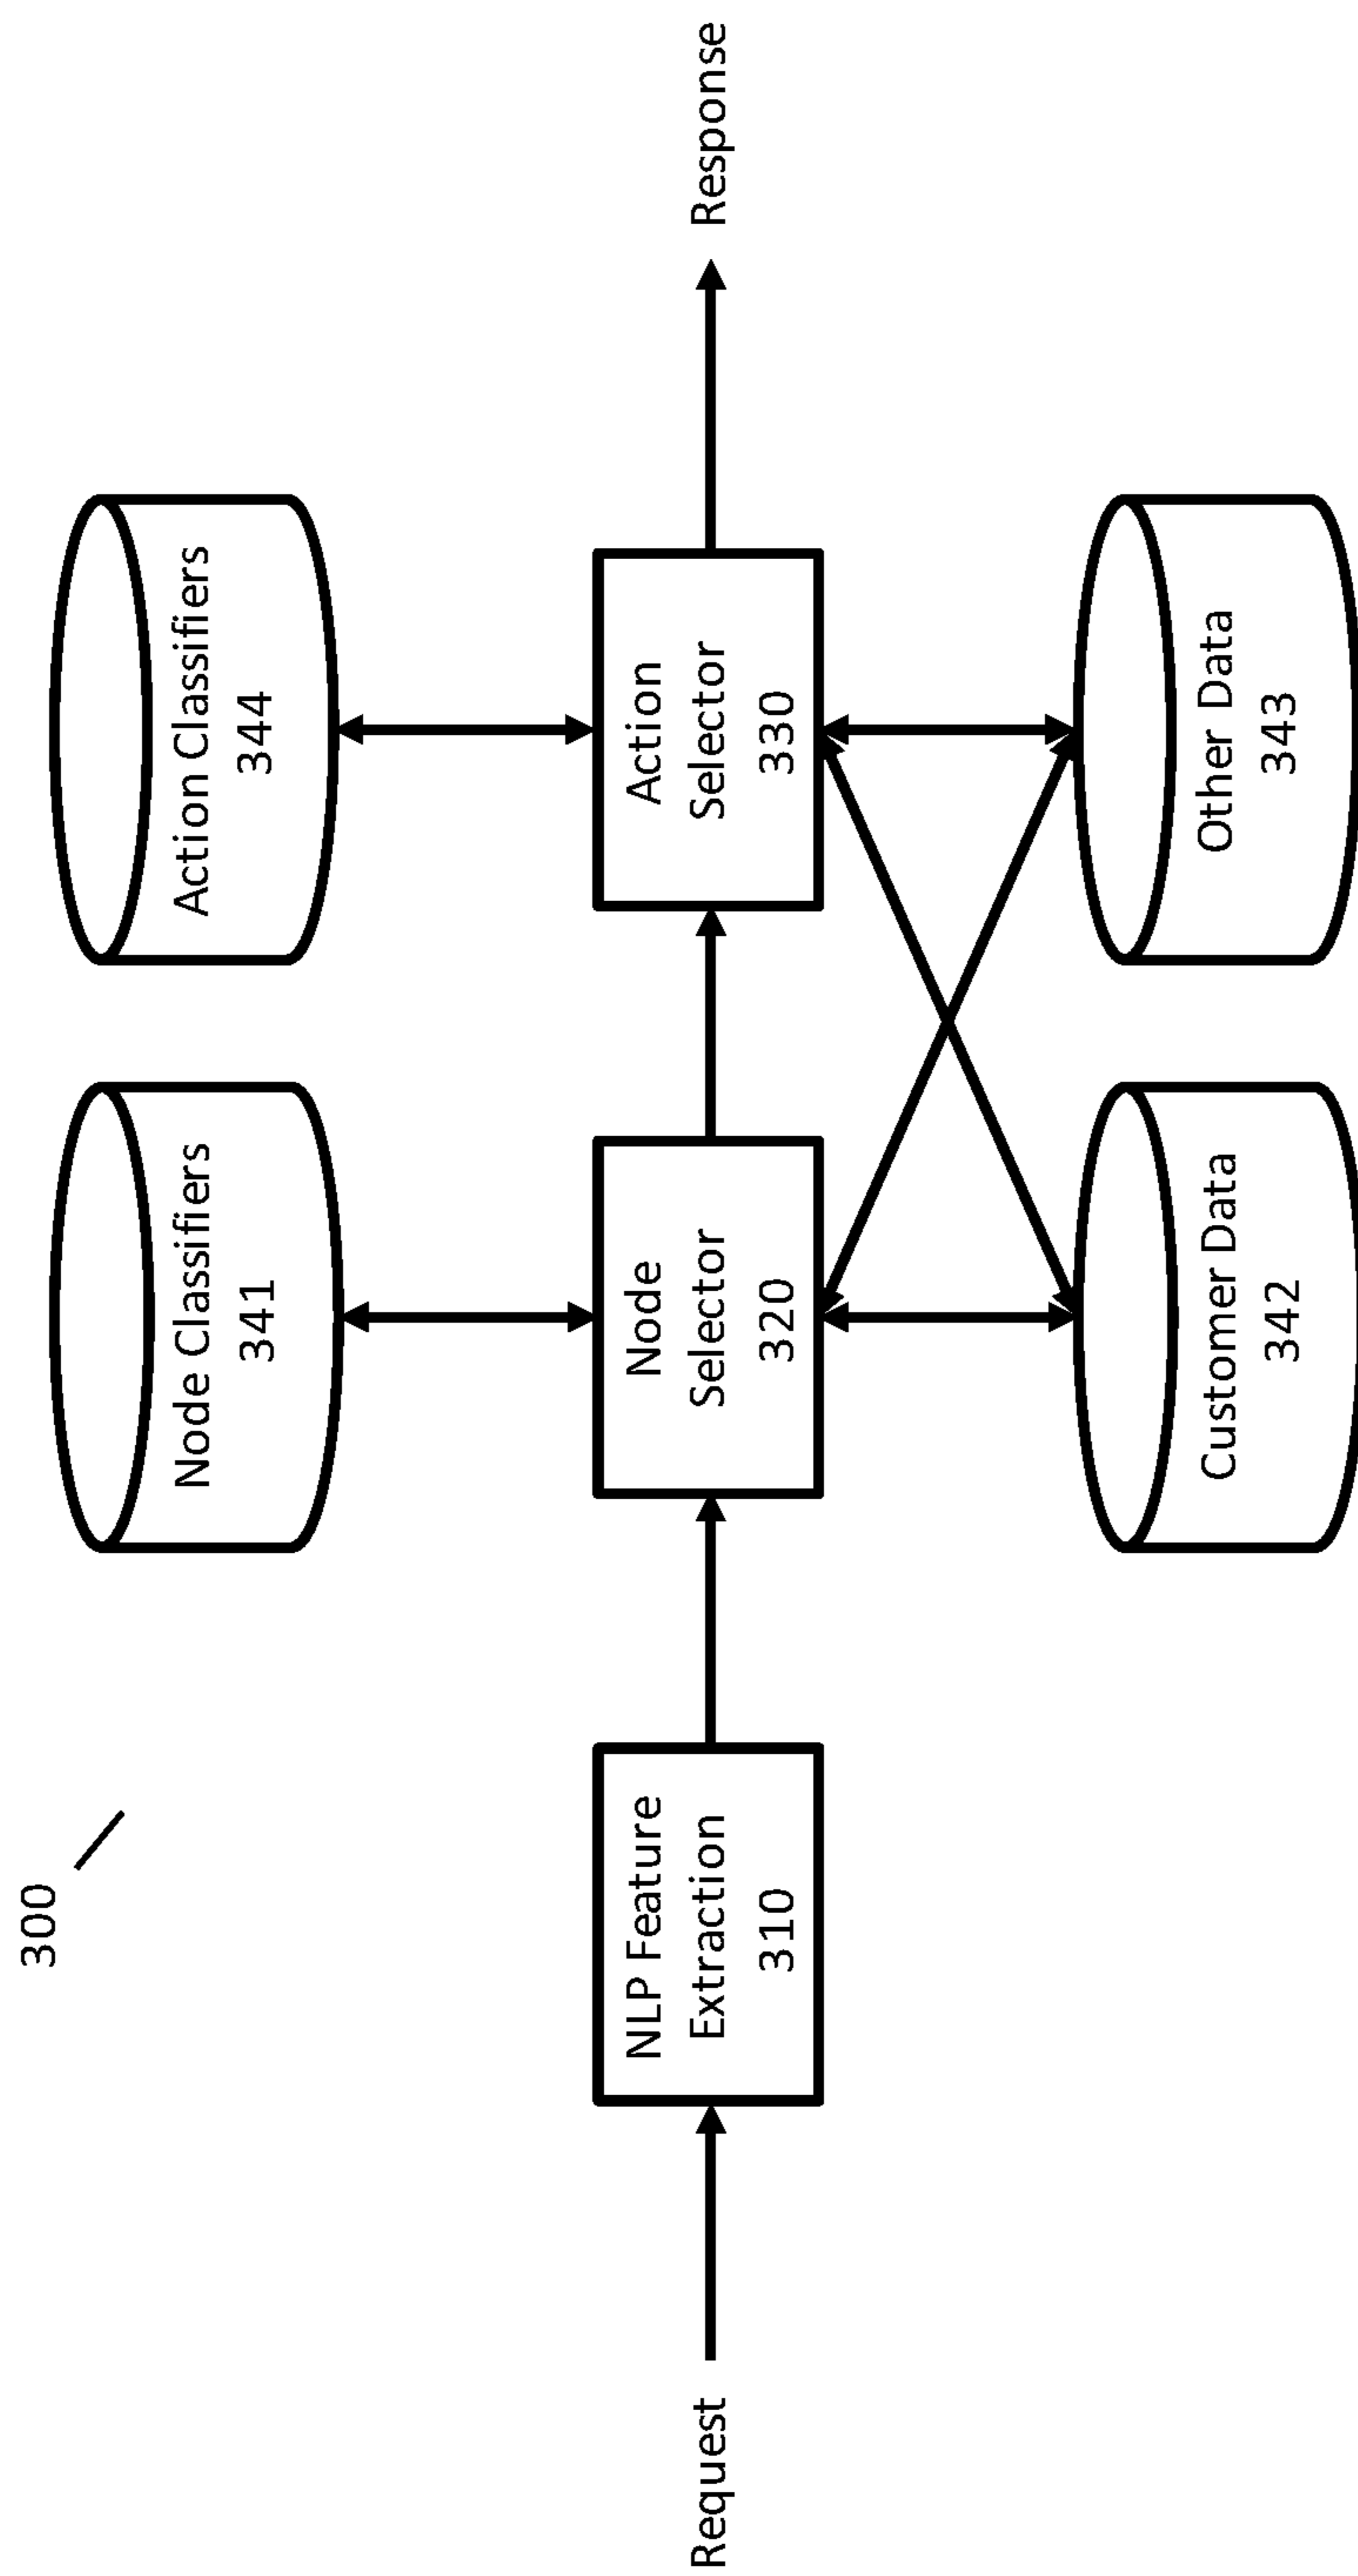 300
Node Classifiers
341
Action Classifiers
344
Request
NLP Feature
Extraction
310
Node
Selector
320
Action
Selector
330
Response
Customer Data
342
Other Data
343